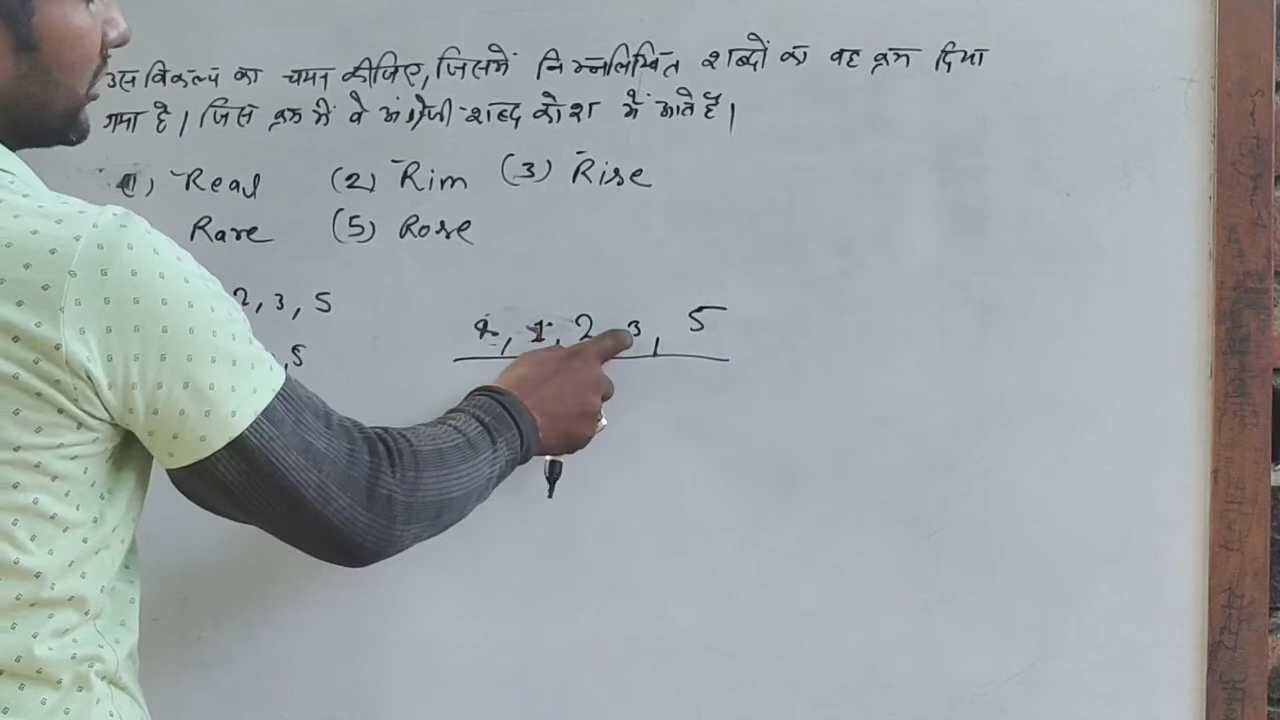 उस विकल्प का चयन कीजिए, जिसमें निम्नलिखित शब्दों का वह क्रम दिया
गया है। जिस क्रम में वे अंग्रेजी शब्द कोश में आते हैं।
(1) Real (2) Rim (3) Rise
Rare (5) Rose
2, 3, 5
, 5
4, 1, 2, 3, 5